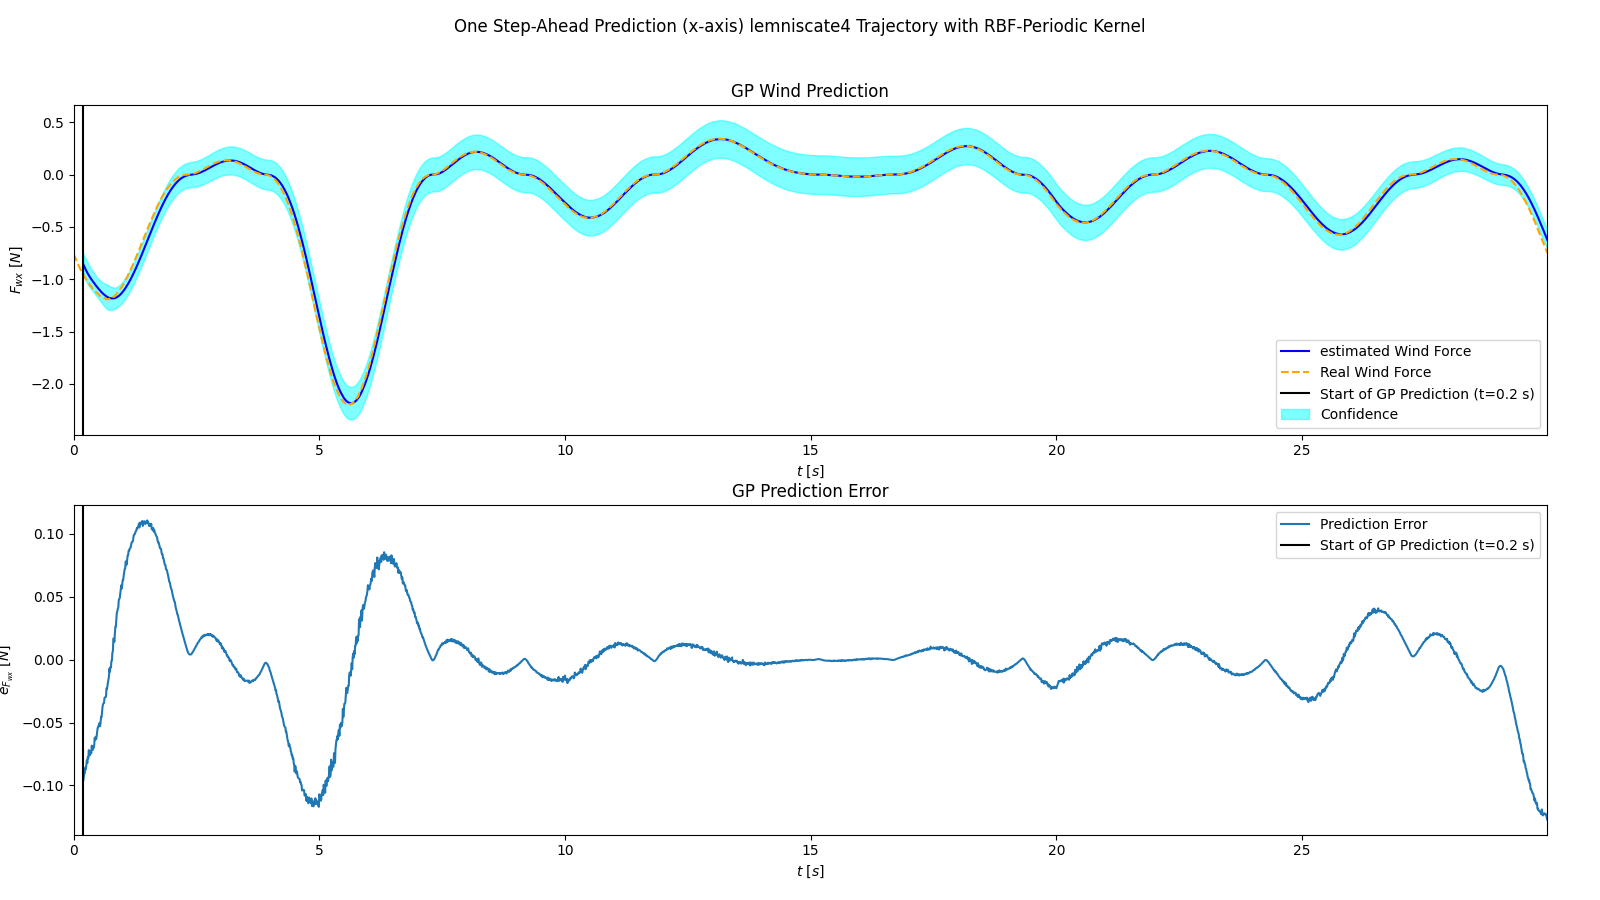 One Step-Ahead Prediction (x-axis) lemniscate4 Trajectory with RBF-Periodic Kernel
GP Wind Prediction
0.5
0.0
−0.5
−1.0
−1.5
−2.0
F_wx [N]
estimated Wind Force
Real Wind Force
Start of GP Prediction (t=0.2 s)
Confidence
0 5 10 15 20 25
t [s]
GP Prediction Error
0.10
0.05
0.00
−0.05
−0.10
e_F_wx [N]
Prediction Error
Start of GP Prediction (t=0.2 s)
0 5 10 15 20 25
t [s]